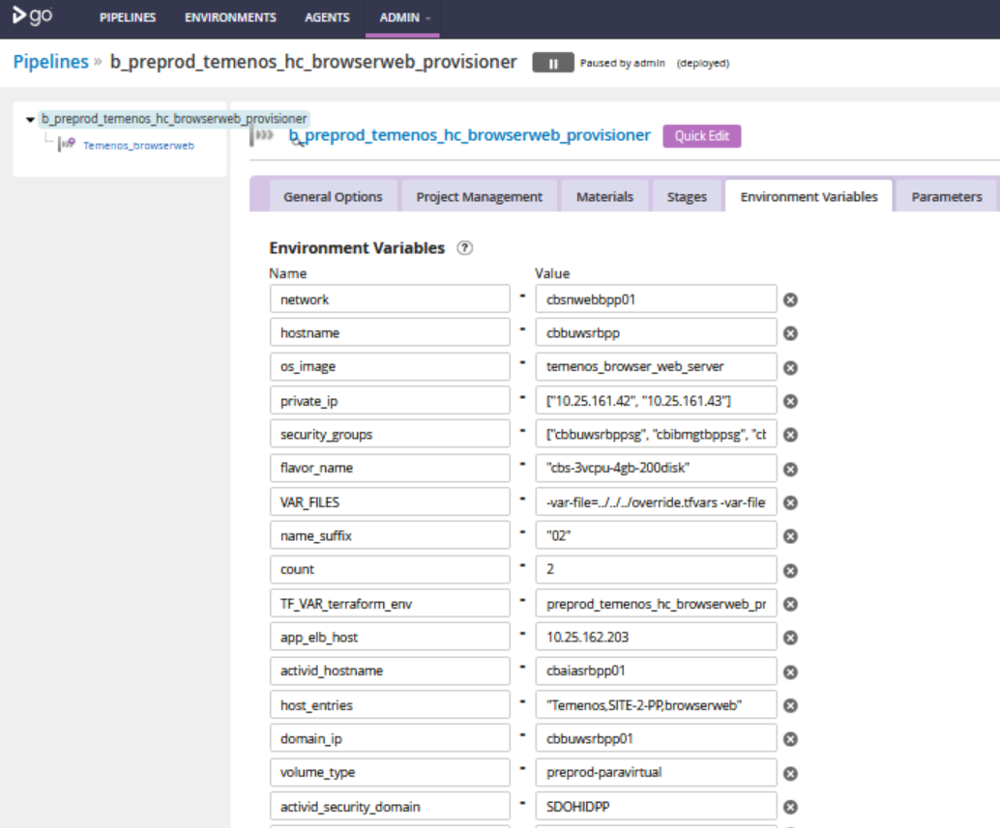 go PIPELINES ENVIRONMENTS AGENTS ADMIN
Pipelines » b_preprod_temenos_hc_browserweb_provisioner Paused by admin (deployed)
b_preprod_temenos_hc_browserweb_provisioner
Temenos_browserweb
b_preprod_temenos_hc_browserweb_provisioner Quick Edit
General Options Project Management Materials Stages Environment Variables Parameters
Environment Variables ?
Name Value
network - cbsnwebbpp01
hostname - cbbuwsrbpp
os_image - temenos_browser_web_server
private_ip - ["10.25.161.42", "10.25.161.43"]
security_groups - ["cbbuwsrbppsg", "cbibmgtbppsg", "cb
flavor_name - "cbs-3vcpu-4gb-200disk"
VAR_FILES - -var-file=../../../override.tfvars -var-file
name_suffix - "02"
count - 2
TF_VAR_terraform_env - preprod_temenos_hc_browserweb_pr
app_elb_host - 10.25.162.203
activid_hostname - cbaiasrbpp01
host_entries - "Temenos,SITE-2-PP,browserweb"
domain_ip - cbbuwsrbpp01
volume_type - preprod-paravirtual
activid_security_domain - SDOHIDPP